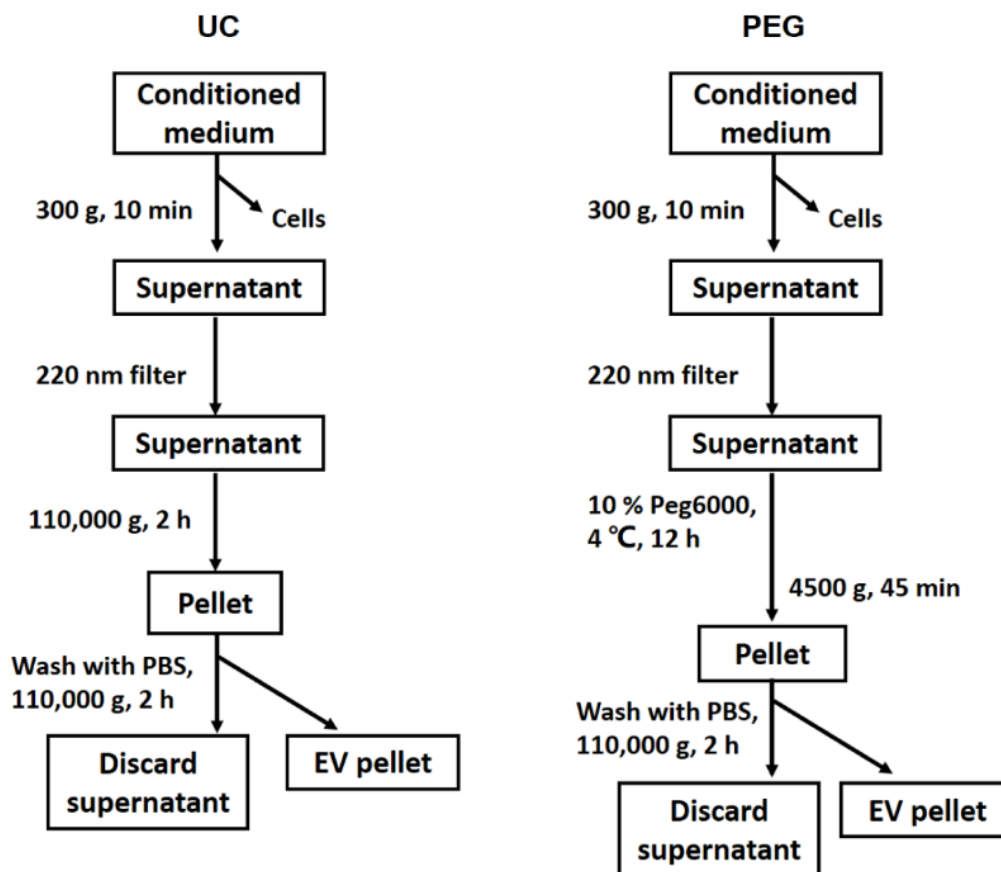 UC
Conditioned
medium
300 g, 10 min
Cells
Supernatant
220 nm filter
Supernatant
110,000 g, 2 h
Pellet
Wash with PBS,
110,000 g, 2 h
Discard
supernatant
EV pellet
PEG
Conditioned
medium
300 g, 10 min
Cells
Supernatant
220 nm filter
Supernatant
10 % Peg6000,
4 ℃, 12 h
4500 g, 45 min
Pellet
Wash with PBS,
110,000 g, 2 h
Discard
supernatant
EV pellet